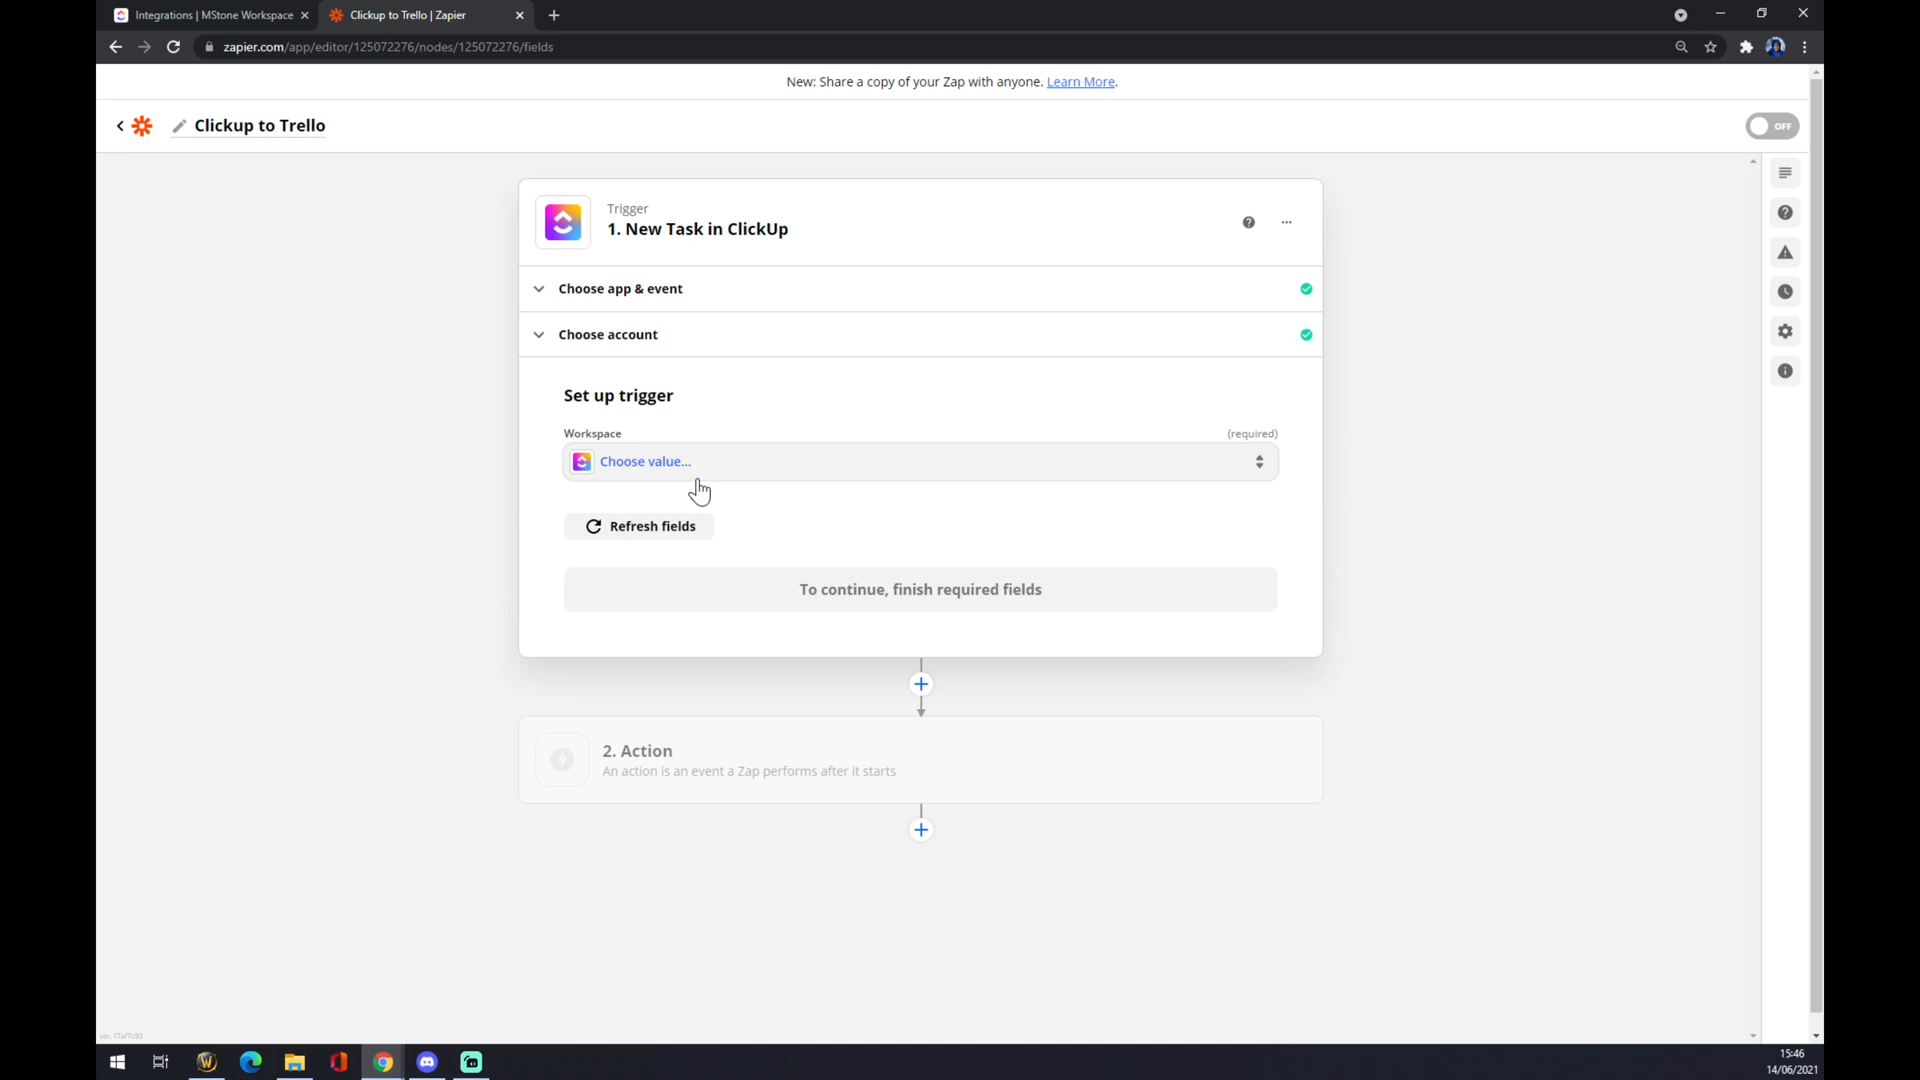 Integrations | MStone Workspace
Clickup to Trello | Zapier
zapier.com/app/editor/125072276/nodes/125072276/fields
New: Share a copy of your Zap with anyone. Learn More.
Clickup to Trello
OFF
Trigger
1. New Task in ClickUp
Choose app & event
Choose account
Set up trigger
Workspace
(required)
Choose value...
Refresh fields
To continue, finish required fields
2. Action
An action is an event a Zap performs after it starts
15:46
14/06/2021